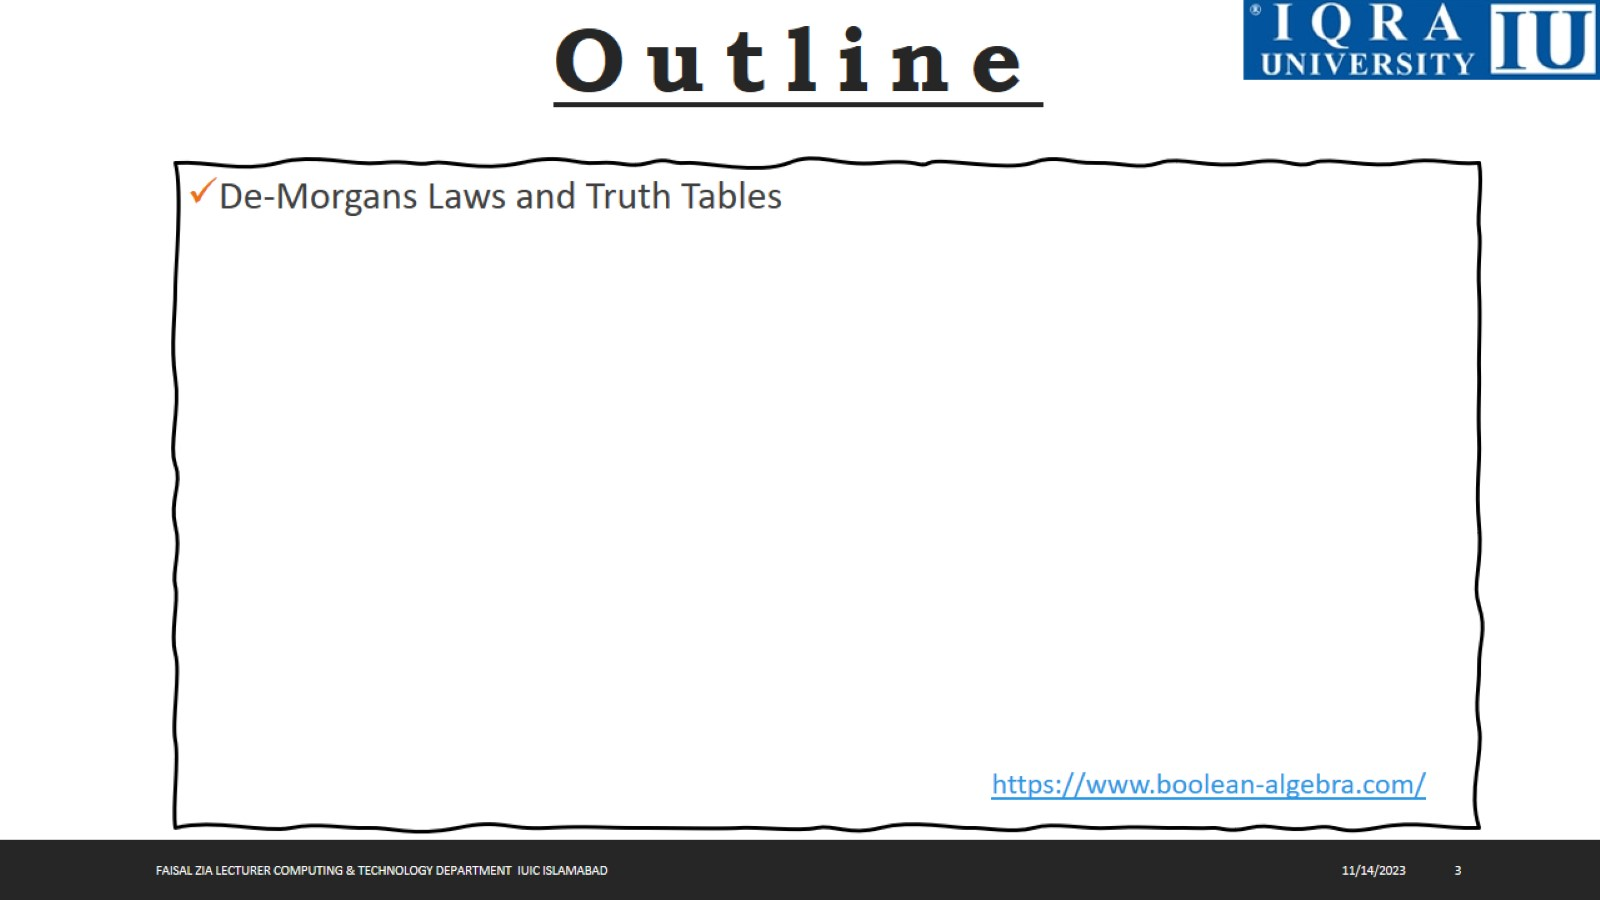 Outline
® IQRA
UNIVERSITY IU
✓De-Morgans Laws and Truth Tables
https://www.boolean-algebra.com/
FAISAL ZIA LECTURER COMPUTING & TECHNOLOGY DEPARTMENT IUIC ISLAMABAD 11/14/2023 3